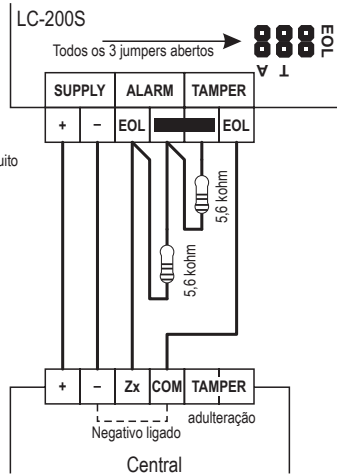 LC-200S
Todos os 3 jumpers abertos
EOL
A T
SUPPLY ALARM TAMPER
+ – EOL EOL
uito
5,6 kohm
5,6 kohm
+ – Zx COM TAMPER
adulteração
Negativo ligado
Central